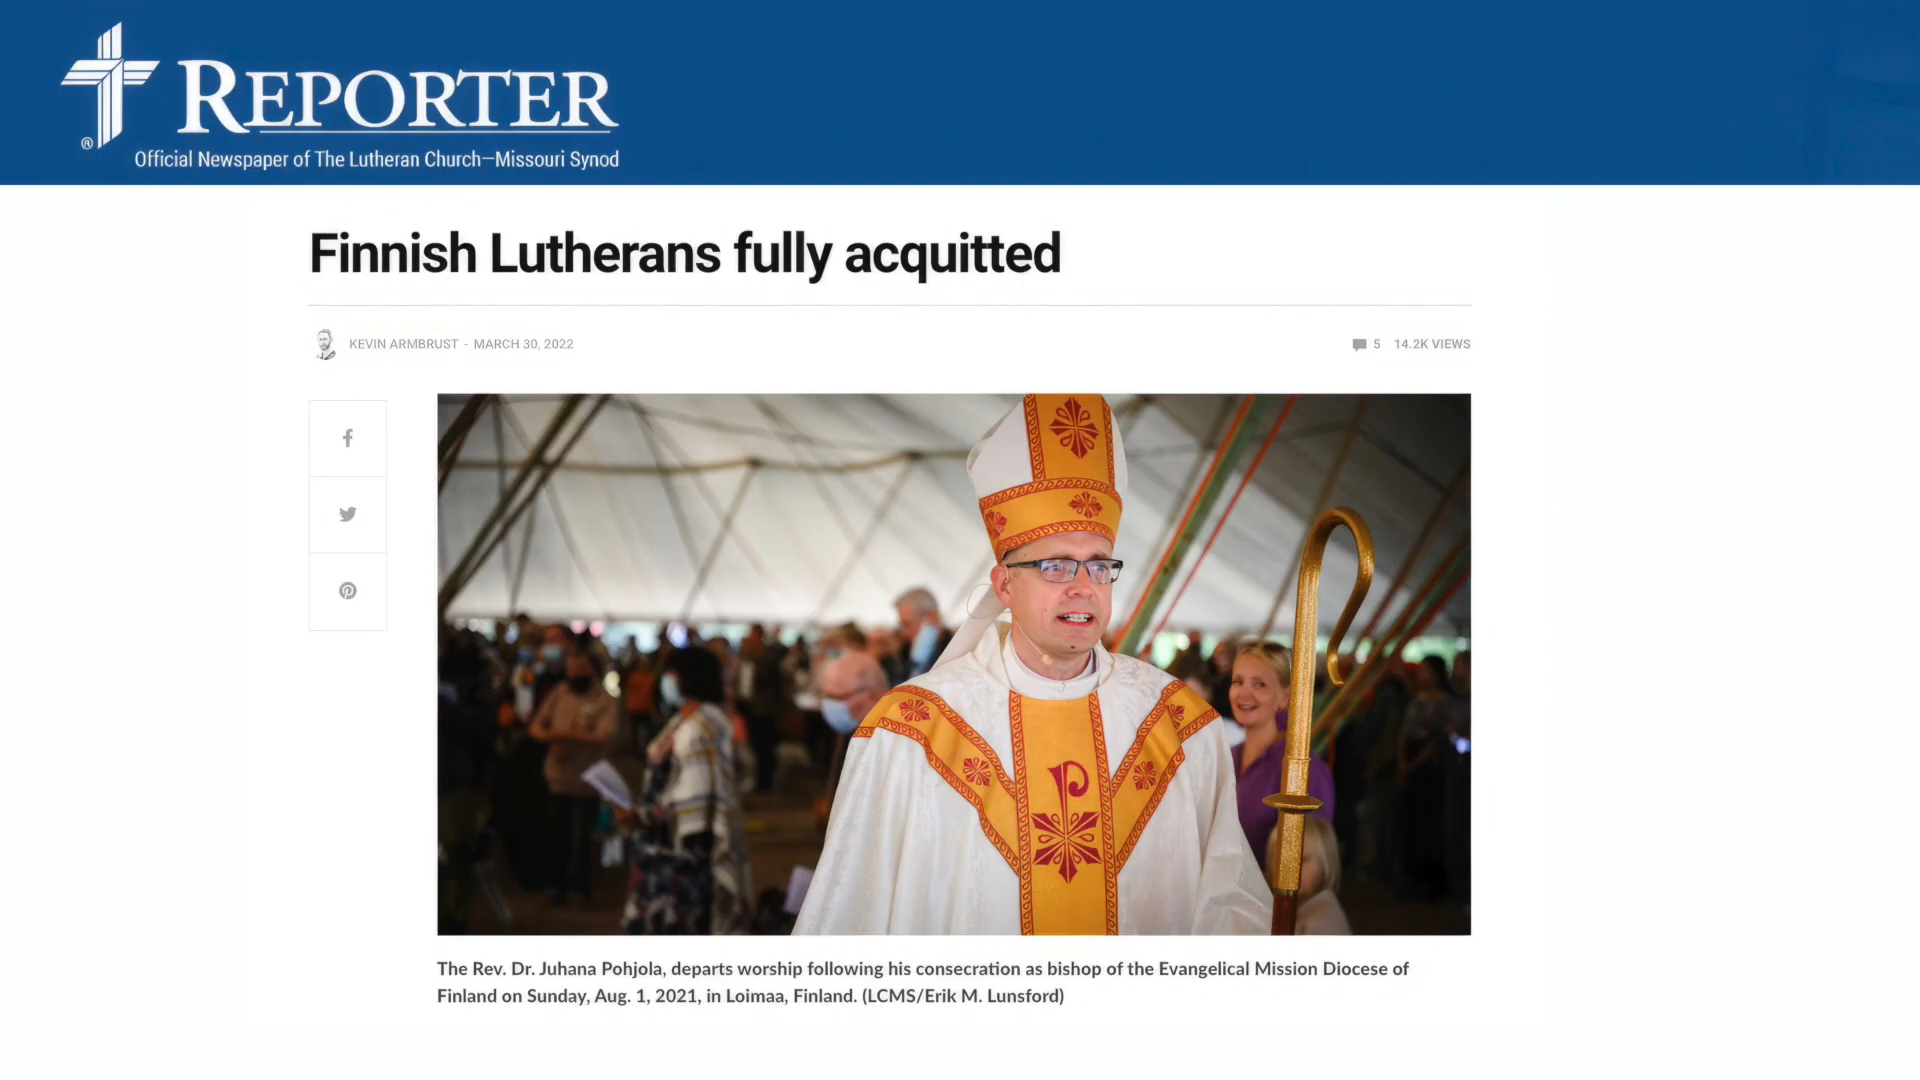 REPORTER
®
Official Newspaper of The Lutheran Church—Missouri Synod
Finnish Lutherans fully acquitted
KEVIN ARMBRUST - MARCH 30, 2022
5 14.2K VIEWS
The Rev. Dr. Juhana Pohjola, departs worship following his consecration as bishop of the Evangelical Mission Diocese of
Finland on Sunday, Aug. 1, 2021, in Loimaa, Finland. (LCMS/Erik M. Lunsford)